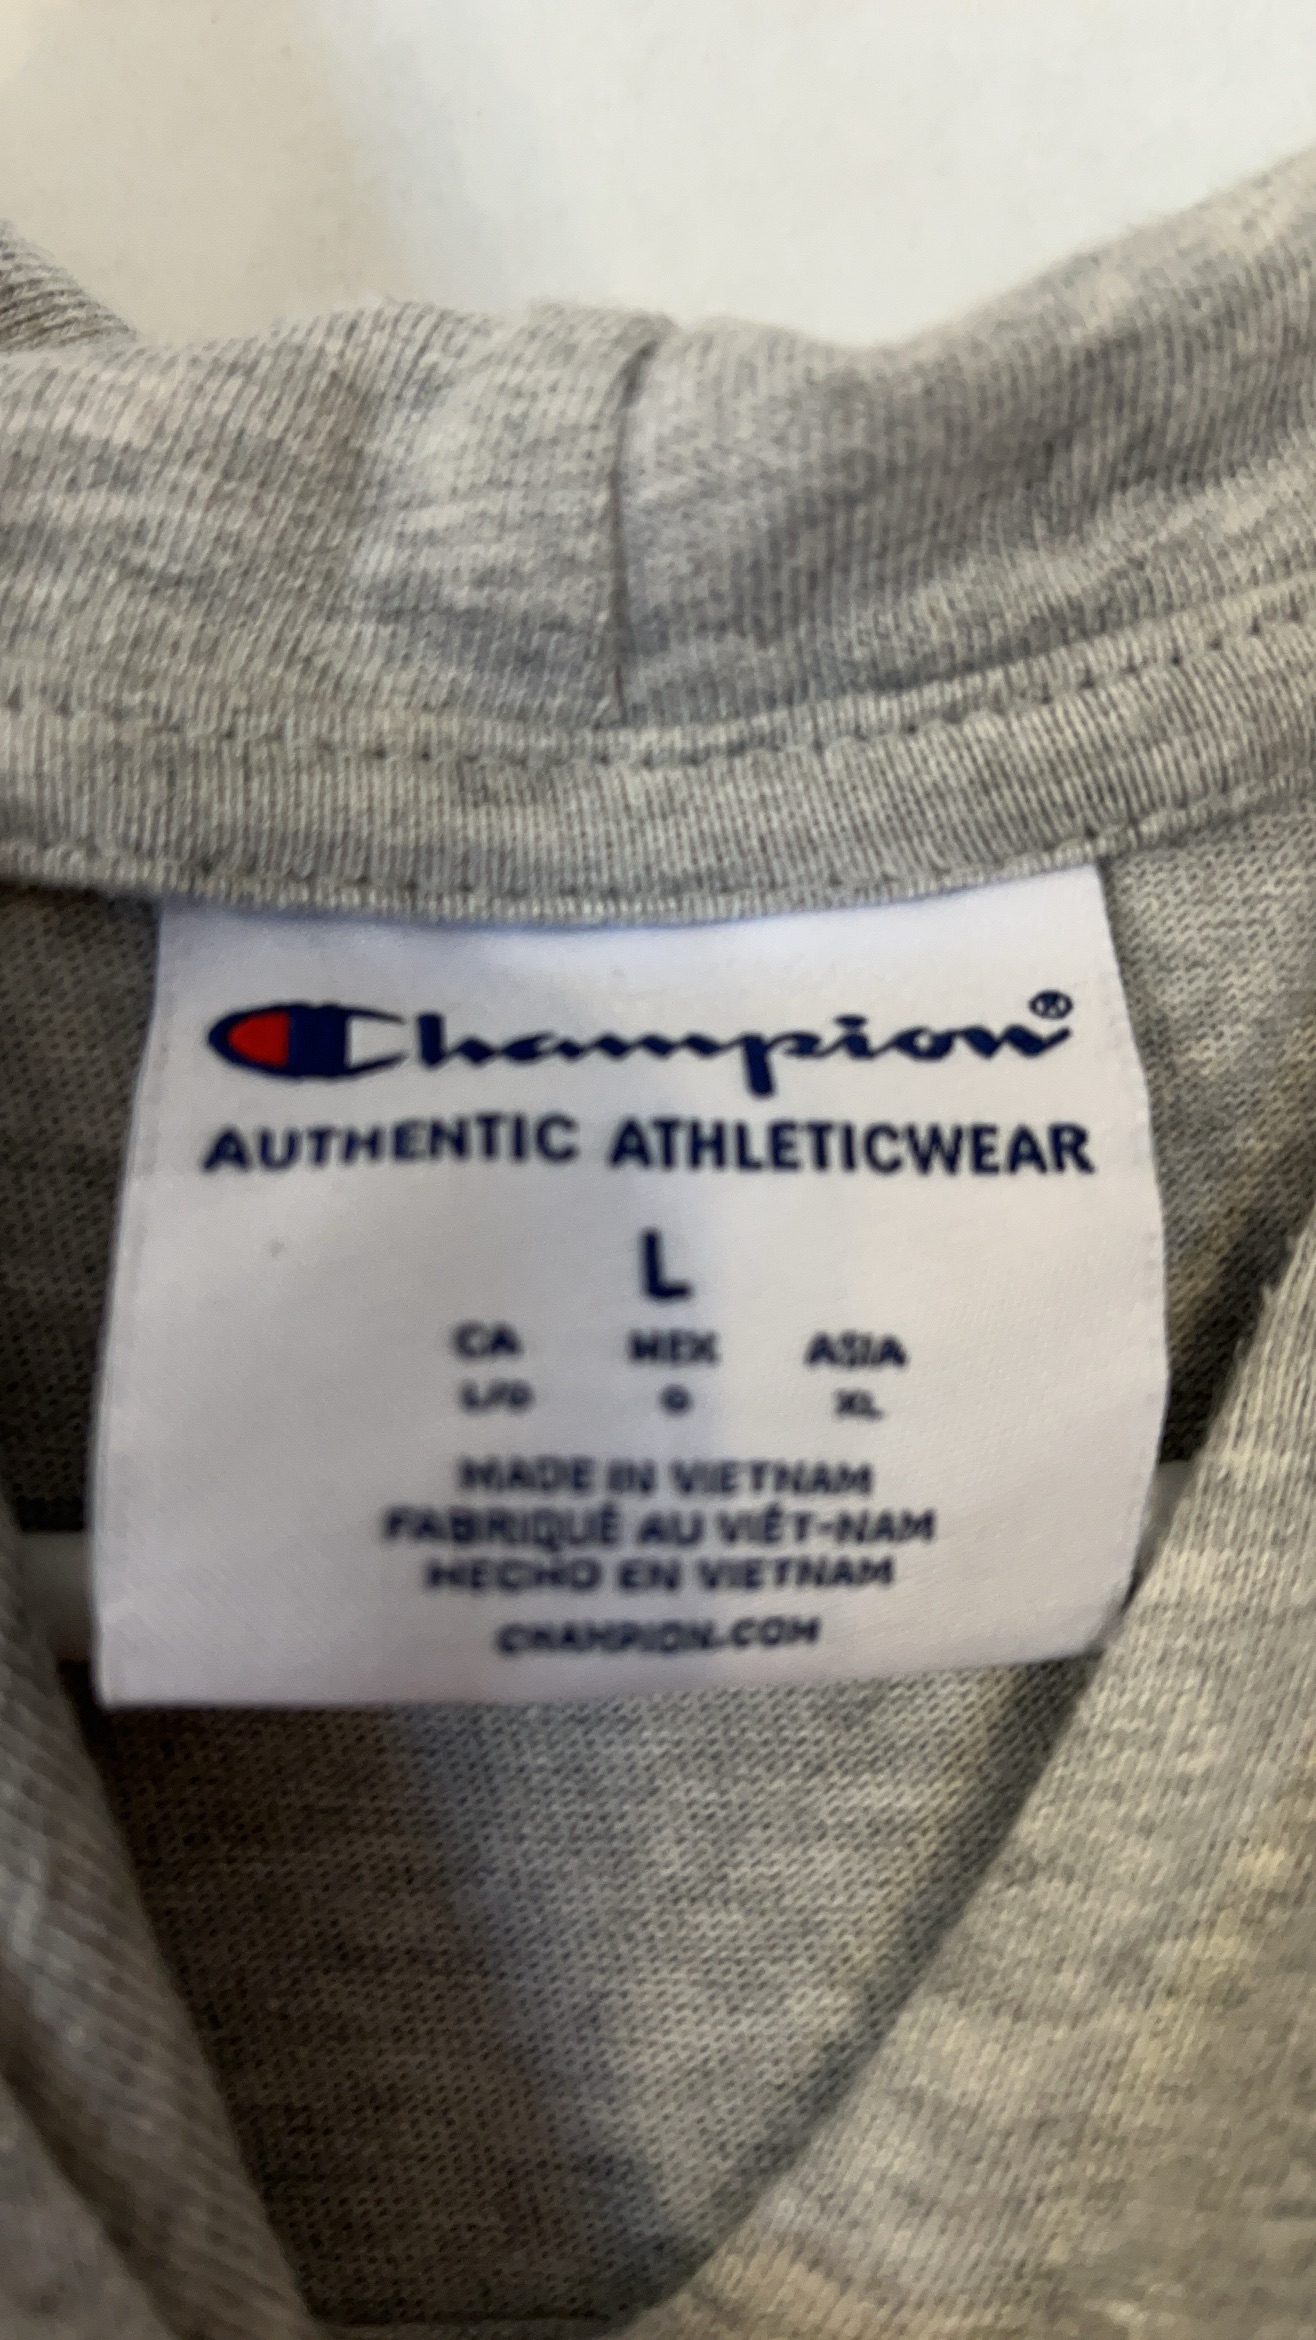 Champion®
AUTHENTIC ATHLETICWEAR
L
CA MEX ASIA
L/G G XL
MADE IN VIETNAM
FABRIQUÉ AU VIÊT-NAM
HECHO EN VIETNAM
CHAMPION.COM